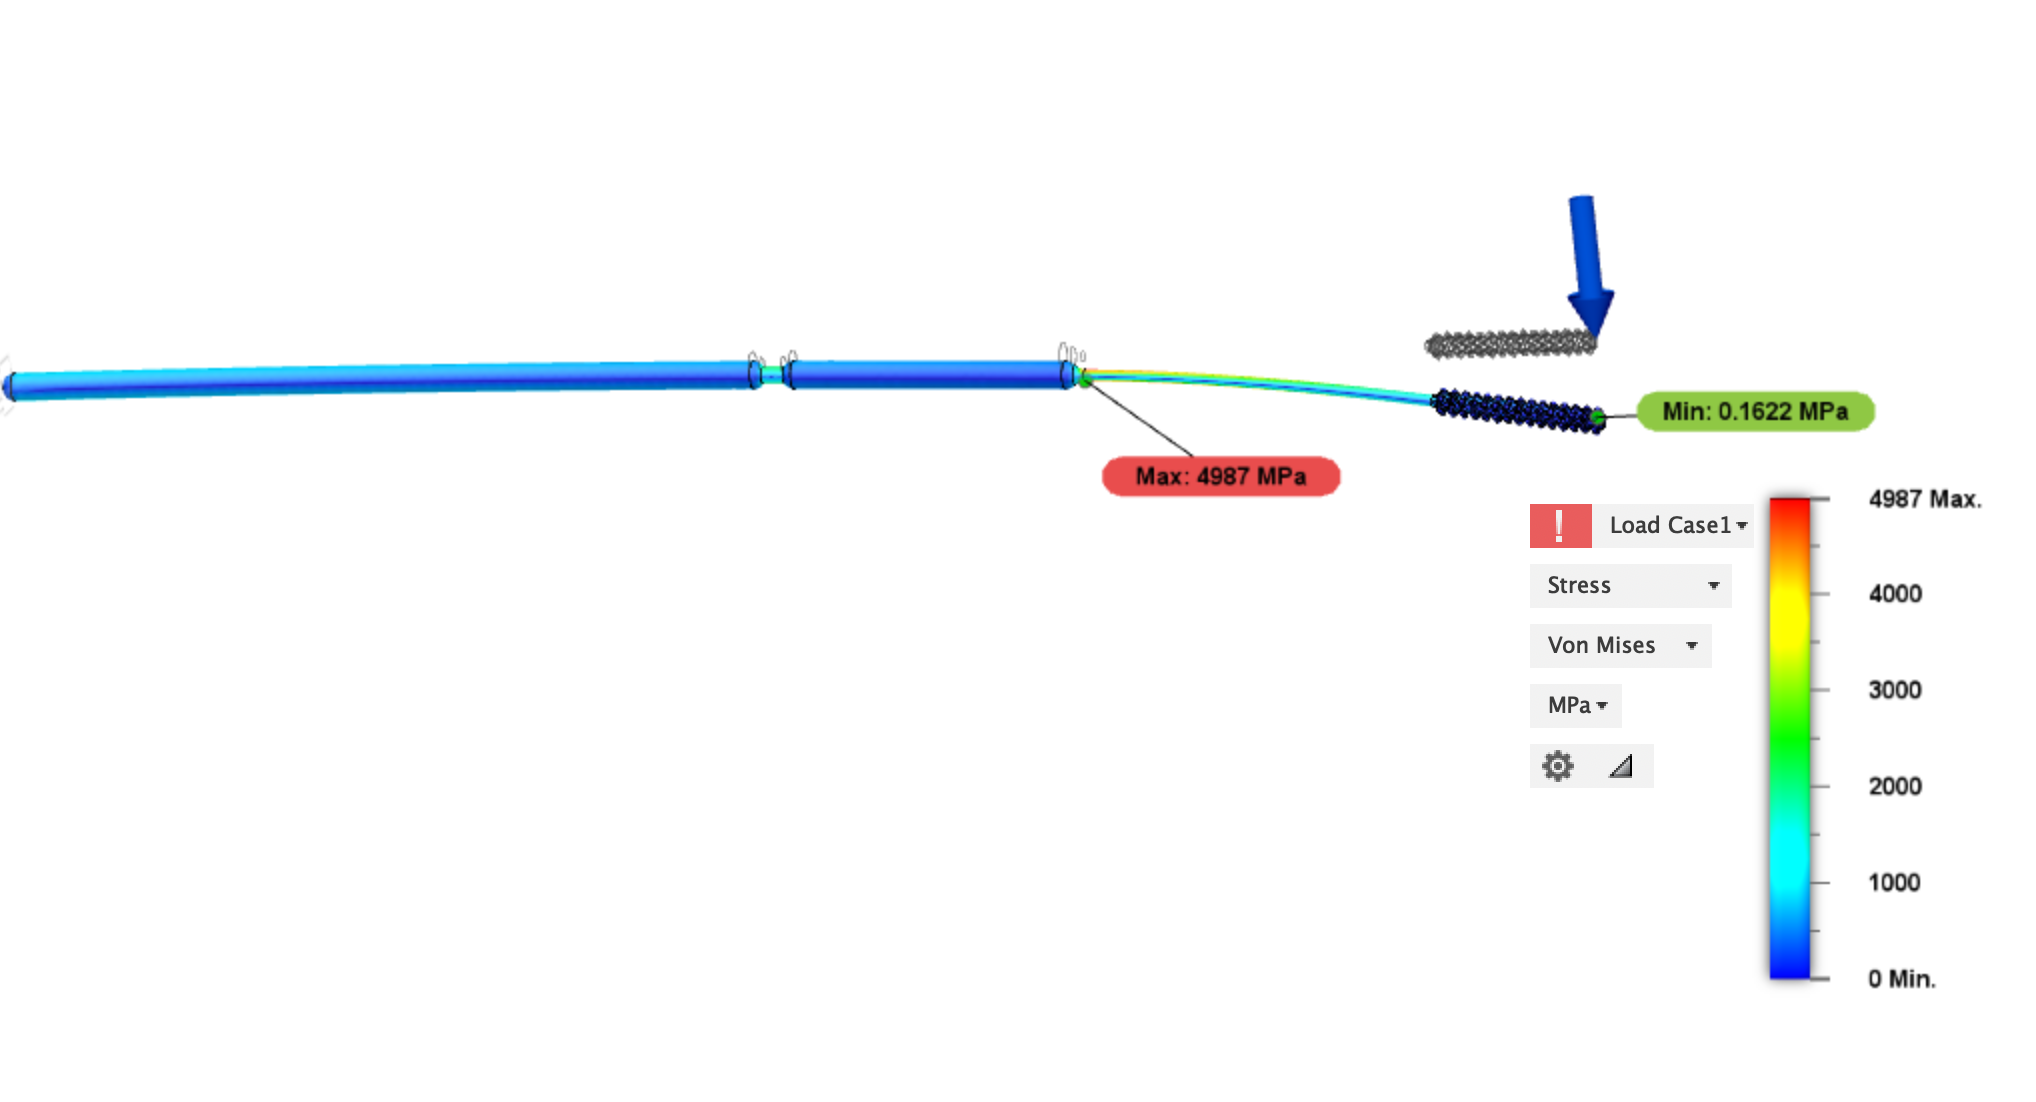 Min: 0.1622 MPa
Max: 4987 MPa
! Load Case1
Stress
Von Mises
MPa
4987 Max.
4000
3000
2000
1000
0 Min.